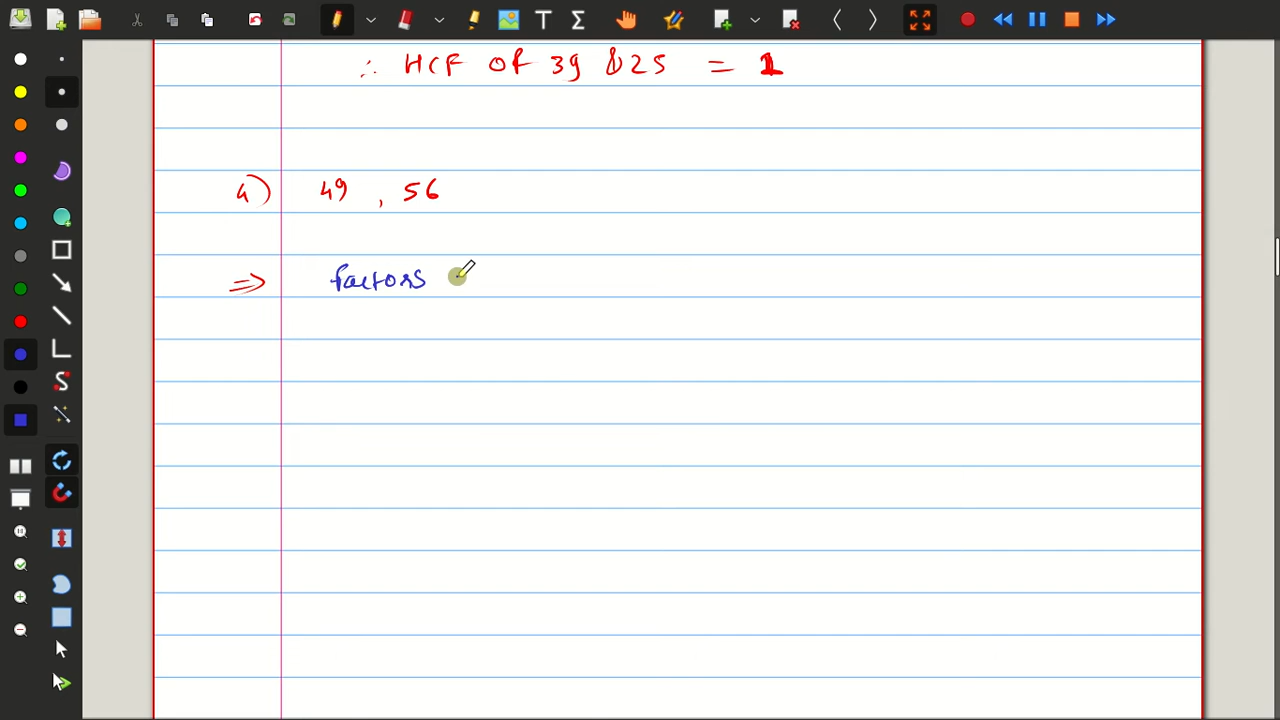 ∴ HCF Of 39 & 25 = 1
4) 49 , 56
⇒ factors